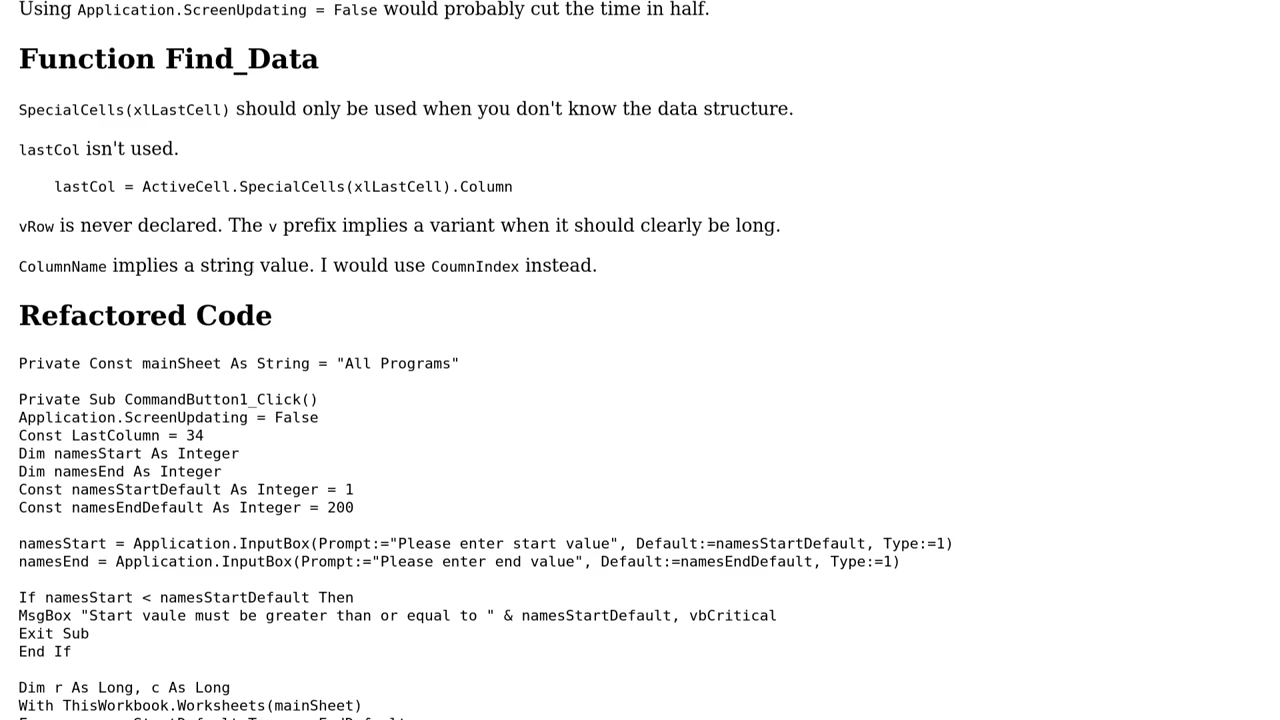 Using Application.ScreenUpdating = False would probably cut the time in half.
Function Find_Data
SpecialCells(xlLastCell) should only be used when you don't know the data structure.
lastCol isn't used.
lastCol = ActiveCell.SpecialCells(xlLastCell).Column
vRow is never declared. The v prefix implies a variant when it should clearly be long.
ColumnName implies a string value. I would use CoumnIndex instead.
Refactored Code
Private Const mainSheet As String = "All Programs"
Private Sub CommandButton1_Click()
Application.ScreenUpdating = False
Const LastColumn = 34
Dim namesStart As Integer
Dim namesEnd As Integer
Const namesStartDefault As Integer = 1
Const namesEndDefault As Integer = 200
namesStart = Application.InputBox(Prompt:="Please enter start value", Default:=namesStartDefault, Type:=1)
namesEnd = Application.InputBox(Prompt:="Please enter end value", Default:=namesEndDefault, Type:=1)
If namesStart < namesStartDefault Then
MsgBox "Start vaule must be greater than or equal to " & namesStartDefault, vbCritical
Exit Sub
End If
Dim r As Long, c As Long
With ThisWorkbook.Worksheets(mainSheet)